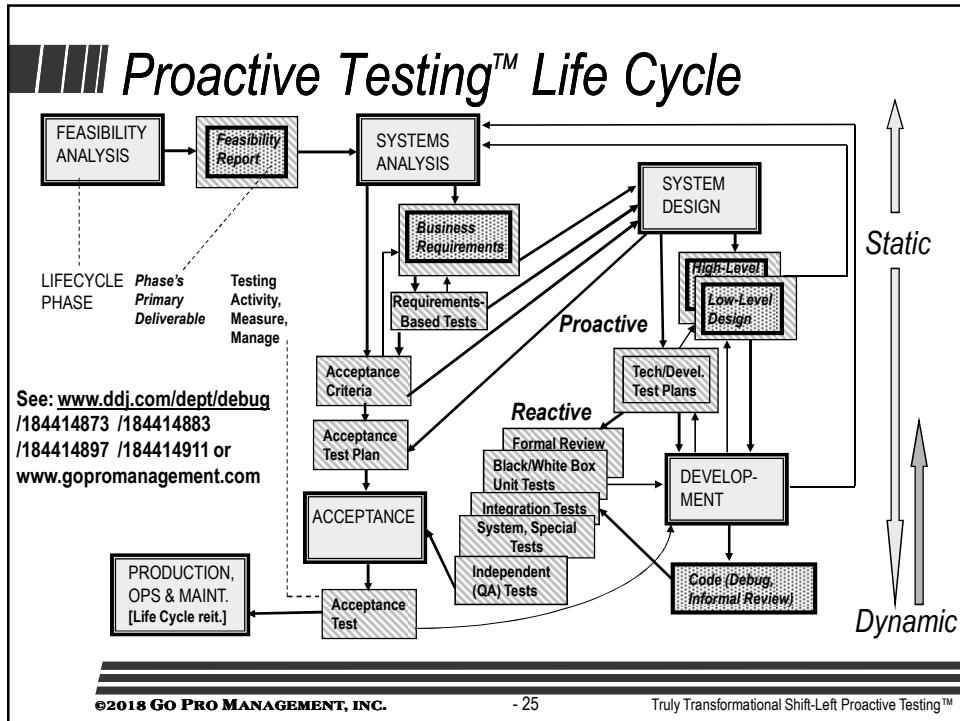 Proactive Testing™ Life Cycle
FEASIBILITY
ANALYSIS
Feasibility
Report
SYSTEMS
ANALYSIS
SYSTEM
DESIGN
Business
Requirements
High-Level
Low-Level
Design
Static
LIFECYCLE
PHASE
Phase's
Primary
Deliverable
Testing
Activity,
Measure,
Manage
Requirements-
Based Tests
Proactive
Acceptance
Criteria
Tech/Devel.
Test Plans
See: www.ddj.com/dept/debug
/184414873 /184414883
/184414897 /184414911 or
www.gopromanagement.com
Reactive
Acceptance
Test Plan
Formal Review
Black/White Box
Unit Tests
Integration Tests
System, Special
Tests
Independent
(QA) Tests
DEVELOP-
MENT
ACCEPTANCE
PRODUCTION,
OPS & MAINT.
[Life Cycle reit.]
Acceptance
Test
Code (Debug,
Informal Review)
Dynamic
©2018 GO PRO MANAGEMENT, INC.
- 25
Truly Transformational Shift-Left Proactive Testing™